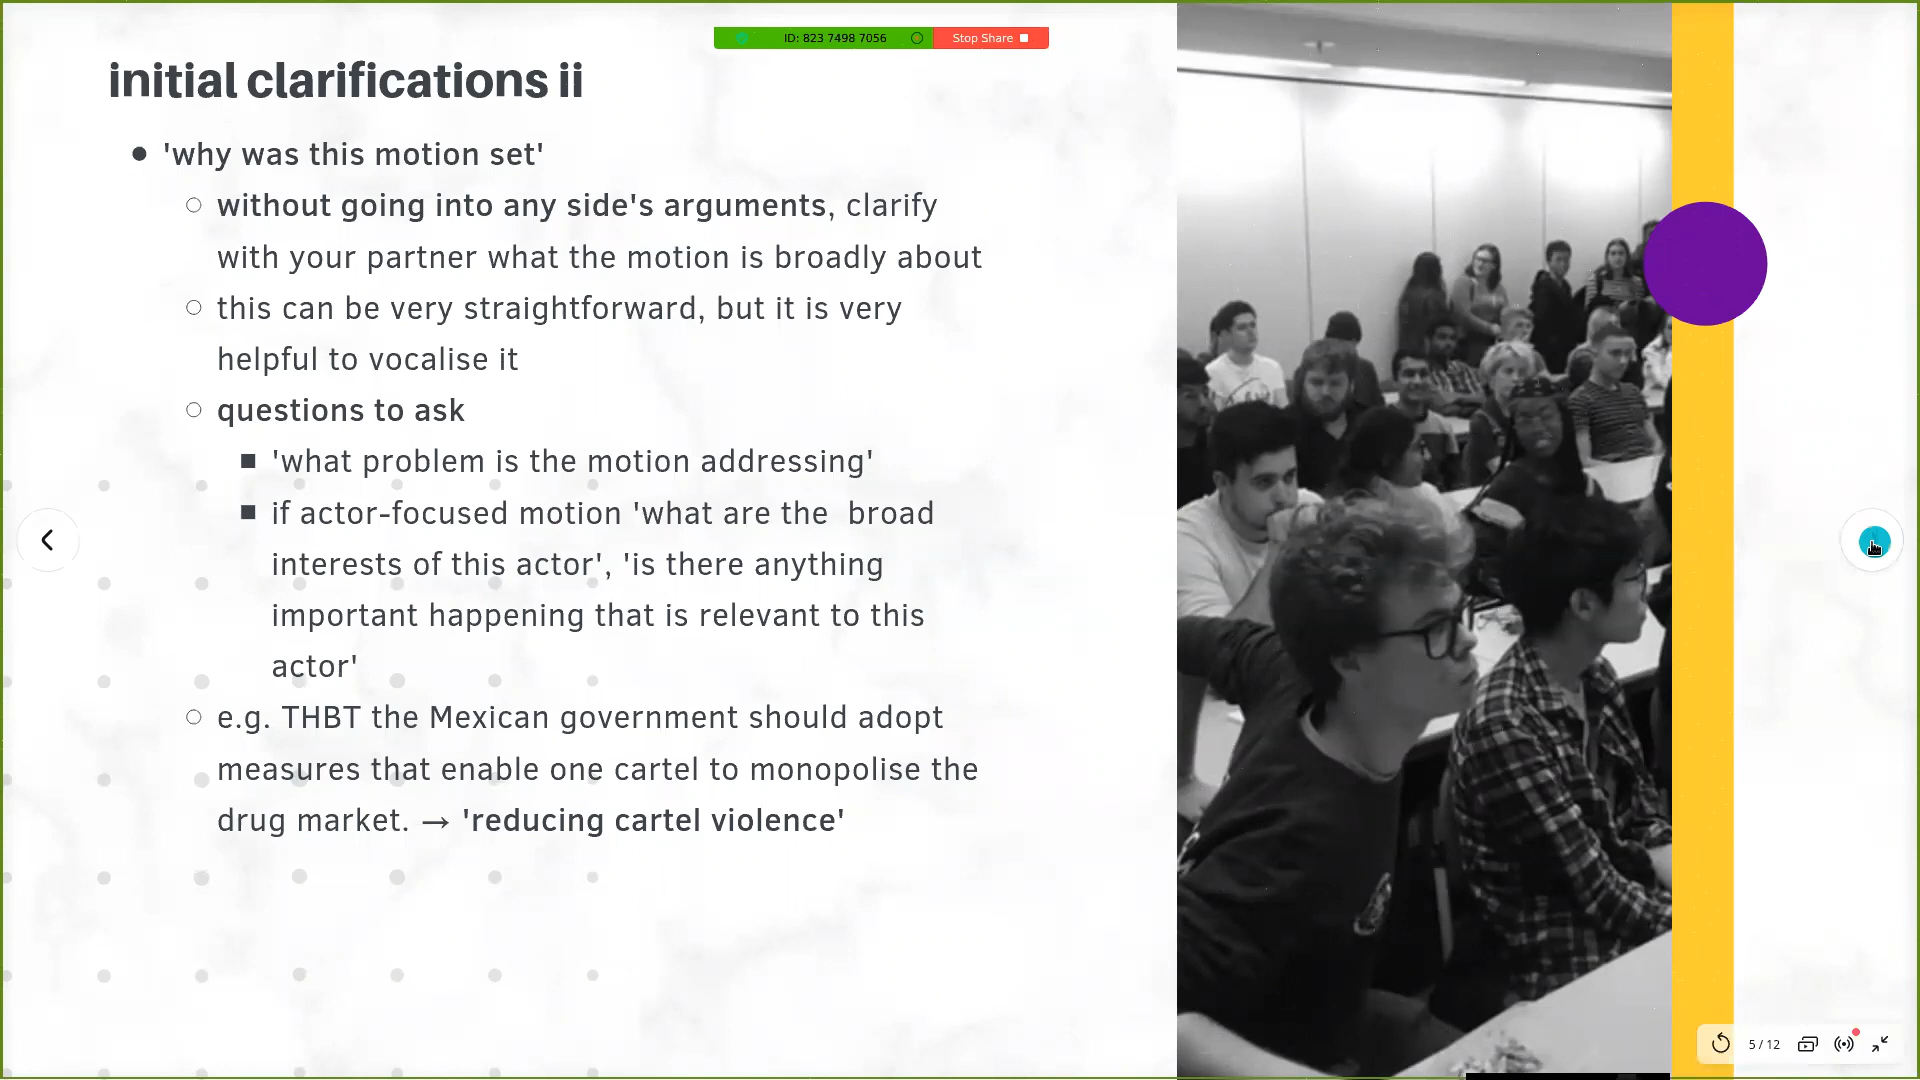 ID: 823 7498 7056
Stop Share
initial clarifications ii
'why was this motion set'
without going into any side's arguments, clarify
with your partner what the motion is broadly about
this can be very straightforward, but it is very
helpful to vocalise it
questions to ask
'what problem is the motion addressing'
if actor-focused motion 'what are the broad
interests of this actor', 'is there anything
important happening that is relevant to this
actor'
e.g. THBT the Mexican government should adopt
measures that enable one cartel to monopolise the
drug market. → 'reducing cartel violence'
5 / 12